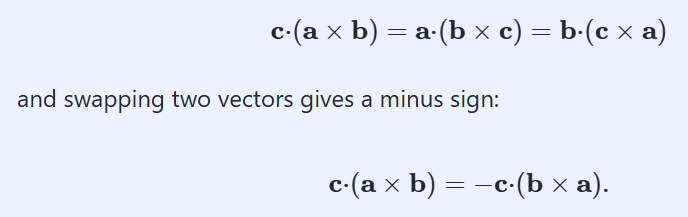 c·(a × b) = a·(b × c) = b·(c × a)
and swapping two vectors gives a minus sign:
c·(a × b) = −c·(b × a).